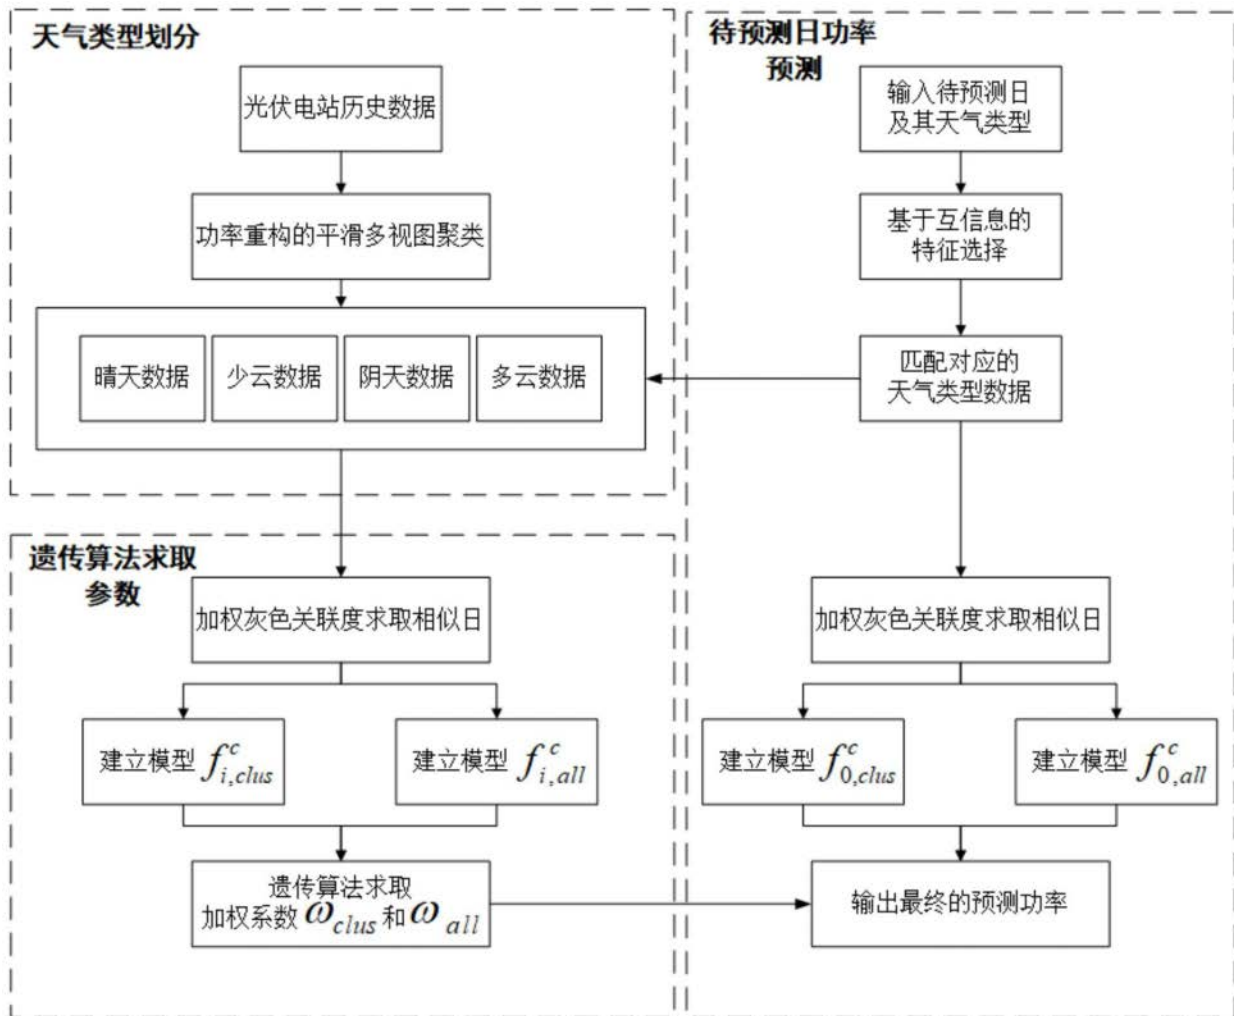 天气类型划分
光伏电站历史数据
功率重构的平滑多视图聚类
晴天数据
少云数据
阴天数据
多云数据
遗传算法求取
参数
加权灰色关联度求取相似日
建立模型 f^c_{i,clus}
建立模型 f^c_{i,all}
遗传算法求取
加权系数 ω_{clus} 和 ω_{all}
待预测日功率
预测
输入待预测日
及其天气类型
基于互信息的
特征选择
匹配对应的
天气类型数据
加权灰色关联度求取相似日
建立模型 f^c_{0,clus}
建立模型 f^c_{0,all}
输出最终的预测功率